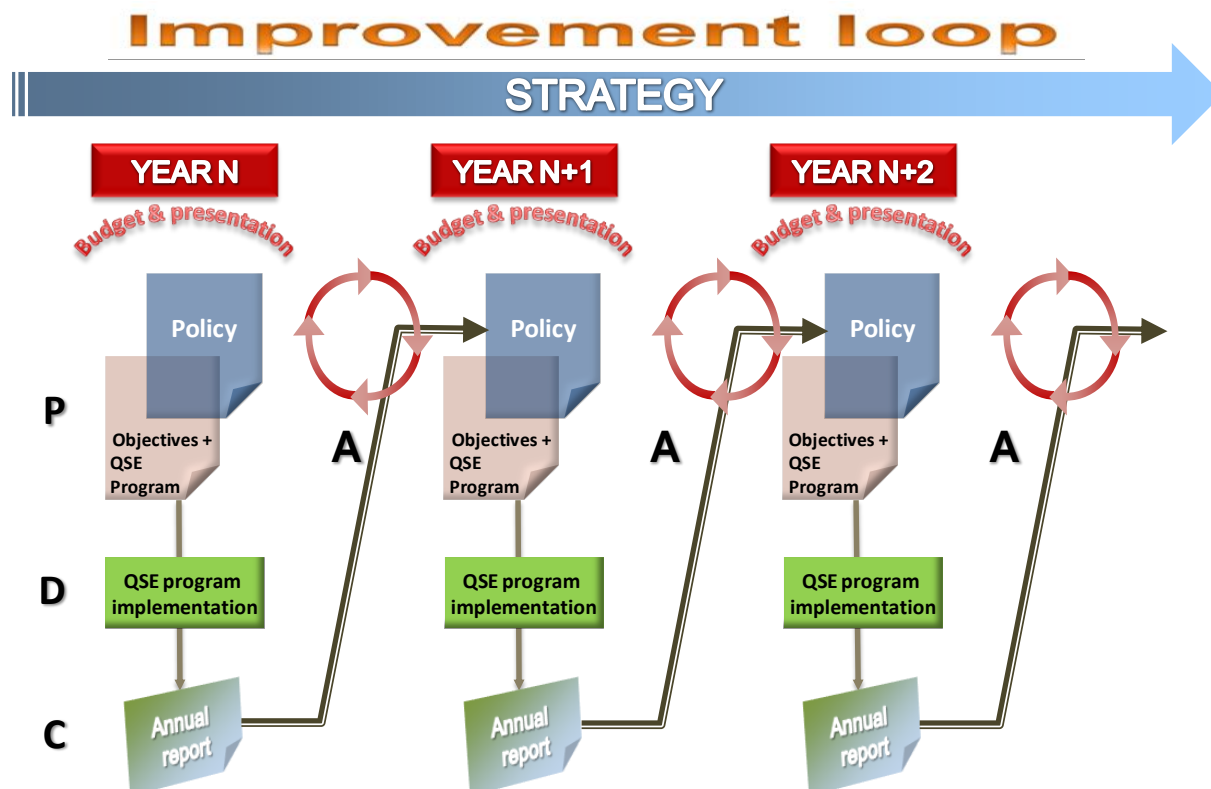 Improvement loop
STRATEGY
YEAR N
YEAR N+1
YEAR N+2
Budget & presentation
Budget & presentation
Budget & presentation
Policy
Policy
Policy
P
Objectives +
QSE
Program
A
Objectives +
QSE
Program
A
Objectives +
QSE
Program
A
D
QSE program
implementation
QSE program
implementation
QSE program
implementation
C
Annual
report
Annual
report
Annual
report